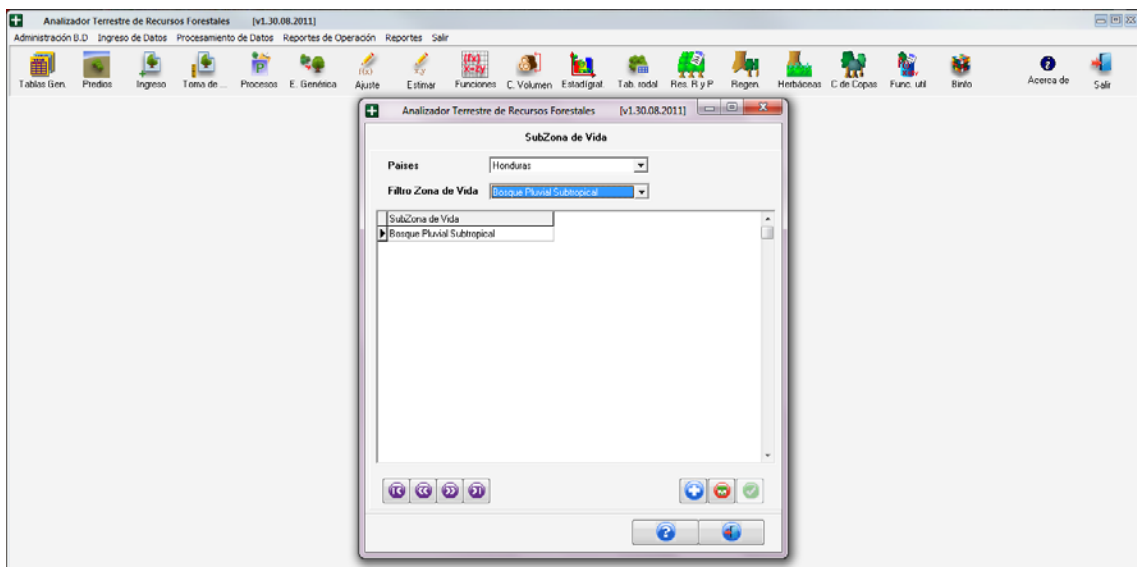 Analizador Terrestre de Recursos Forestales [v1.30.08.2011]
Administración B.D Ingreso de Datos Procesamiento de Datos Reportes de Operación Reportes Salir
Tablas Gen. Predios Ingreso Toma de ... Procesos E. Genérica Ajuste Estimar Funciones C. Volumen Estadígraf. Tab. rodal Res. R y P Regen. Herbáceas C de Copas Func. util Binfo Acerca de Salir
Analizador Terrestre de Recursos Forestales [v1.30.08.2011]
SubZona de Vida
Paises Honduras
Filtro Zona de Vida Bosque Pluvial Subtropical
SubZona de Vida
Bosque Pluvial Subtropical